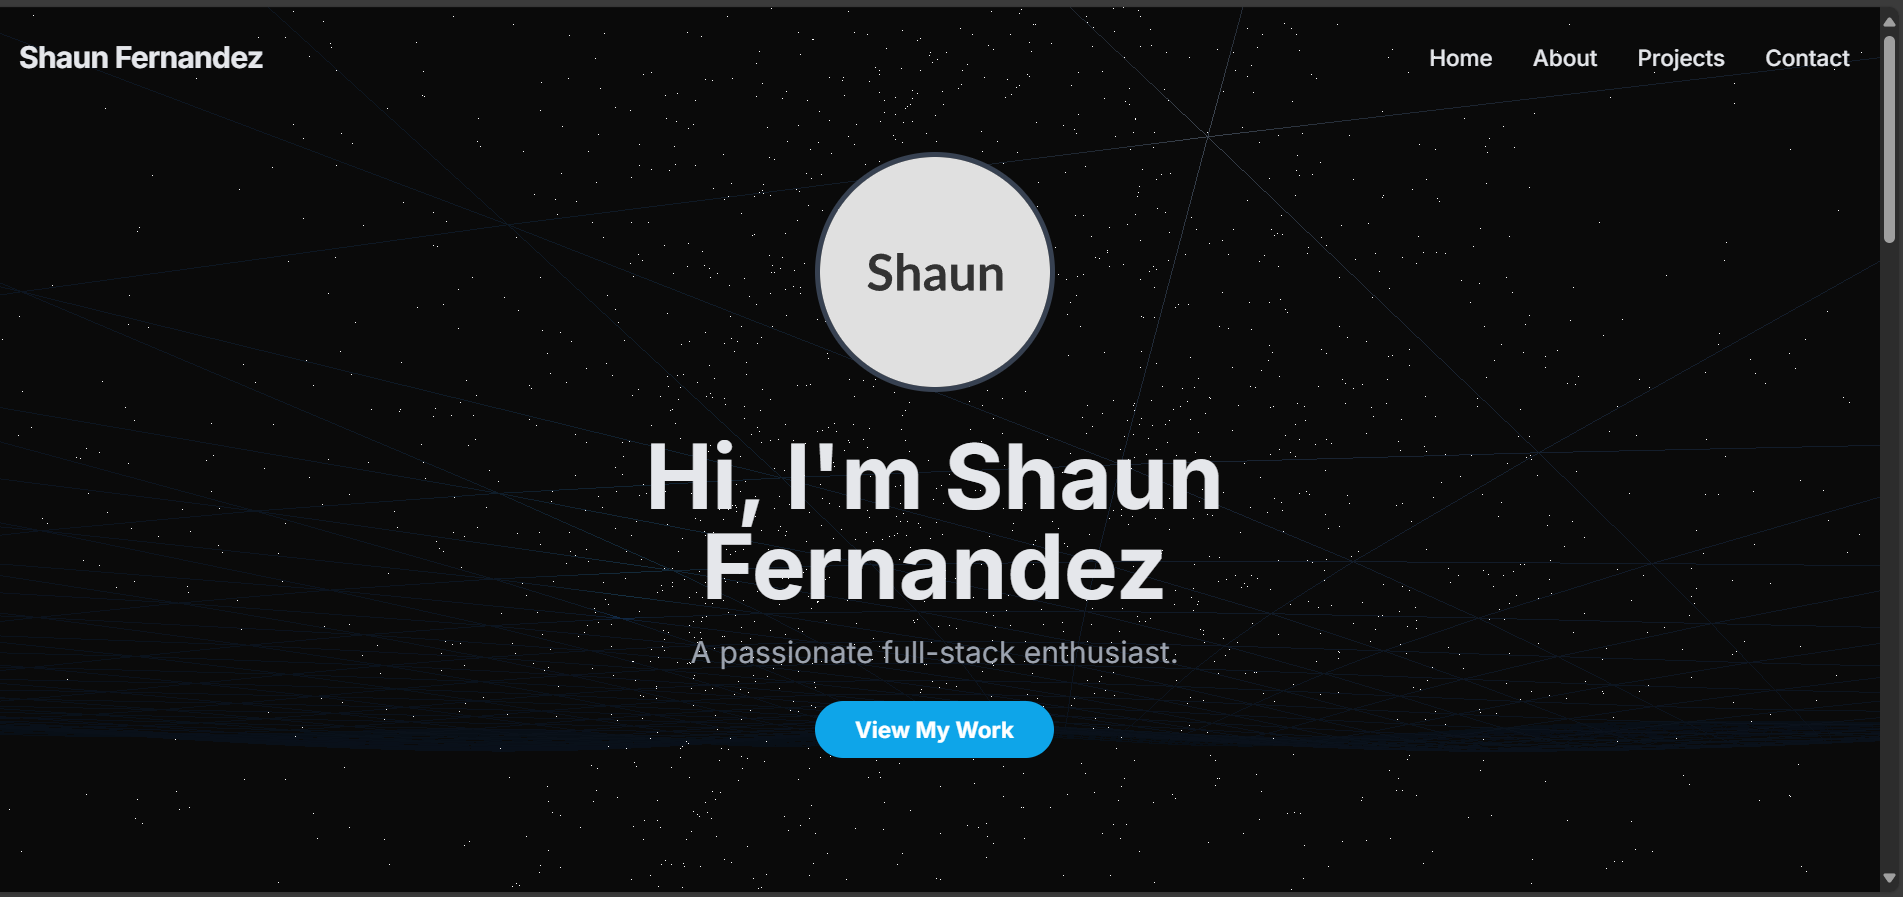 Shaun Fernandez
Home
About
Projects
Contact
Shaun
Hi, I'm Shaun
Fernandez
A passionate full-stack enthusiast.
View My Work